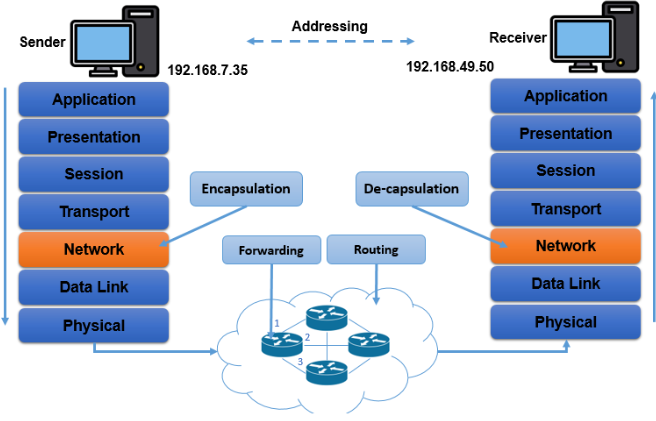 Addressing
Sender
Receiver
192.168.7.35
192.168.49.50
Application
Presentation
Session
Transport
Network
Data Link
Physical
Encapsulation
De-capsulation
Forwarding
Routing
1
2
3
Application
Presentation
Session
Transport
Network
Data Link
Physical